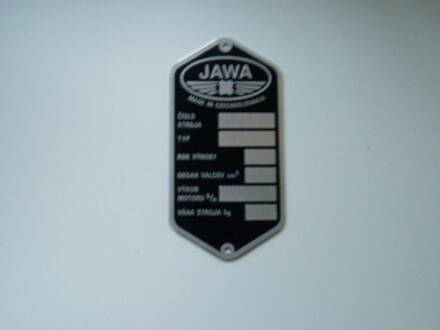 JAWA
MADE IN CZECHOSLOVAKIA
ČÍSLO
STROJA
TYP
ROK VÝROBY
OBSAH VALCOV cm³
VÝKON
MOTORU k/
VÁHA STROJA kg